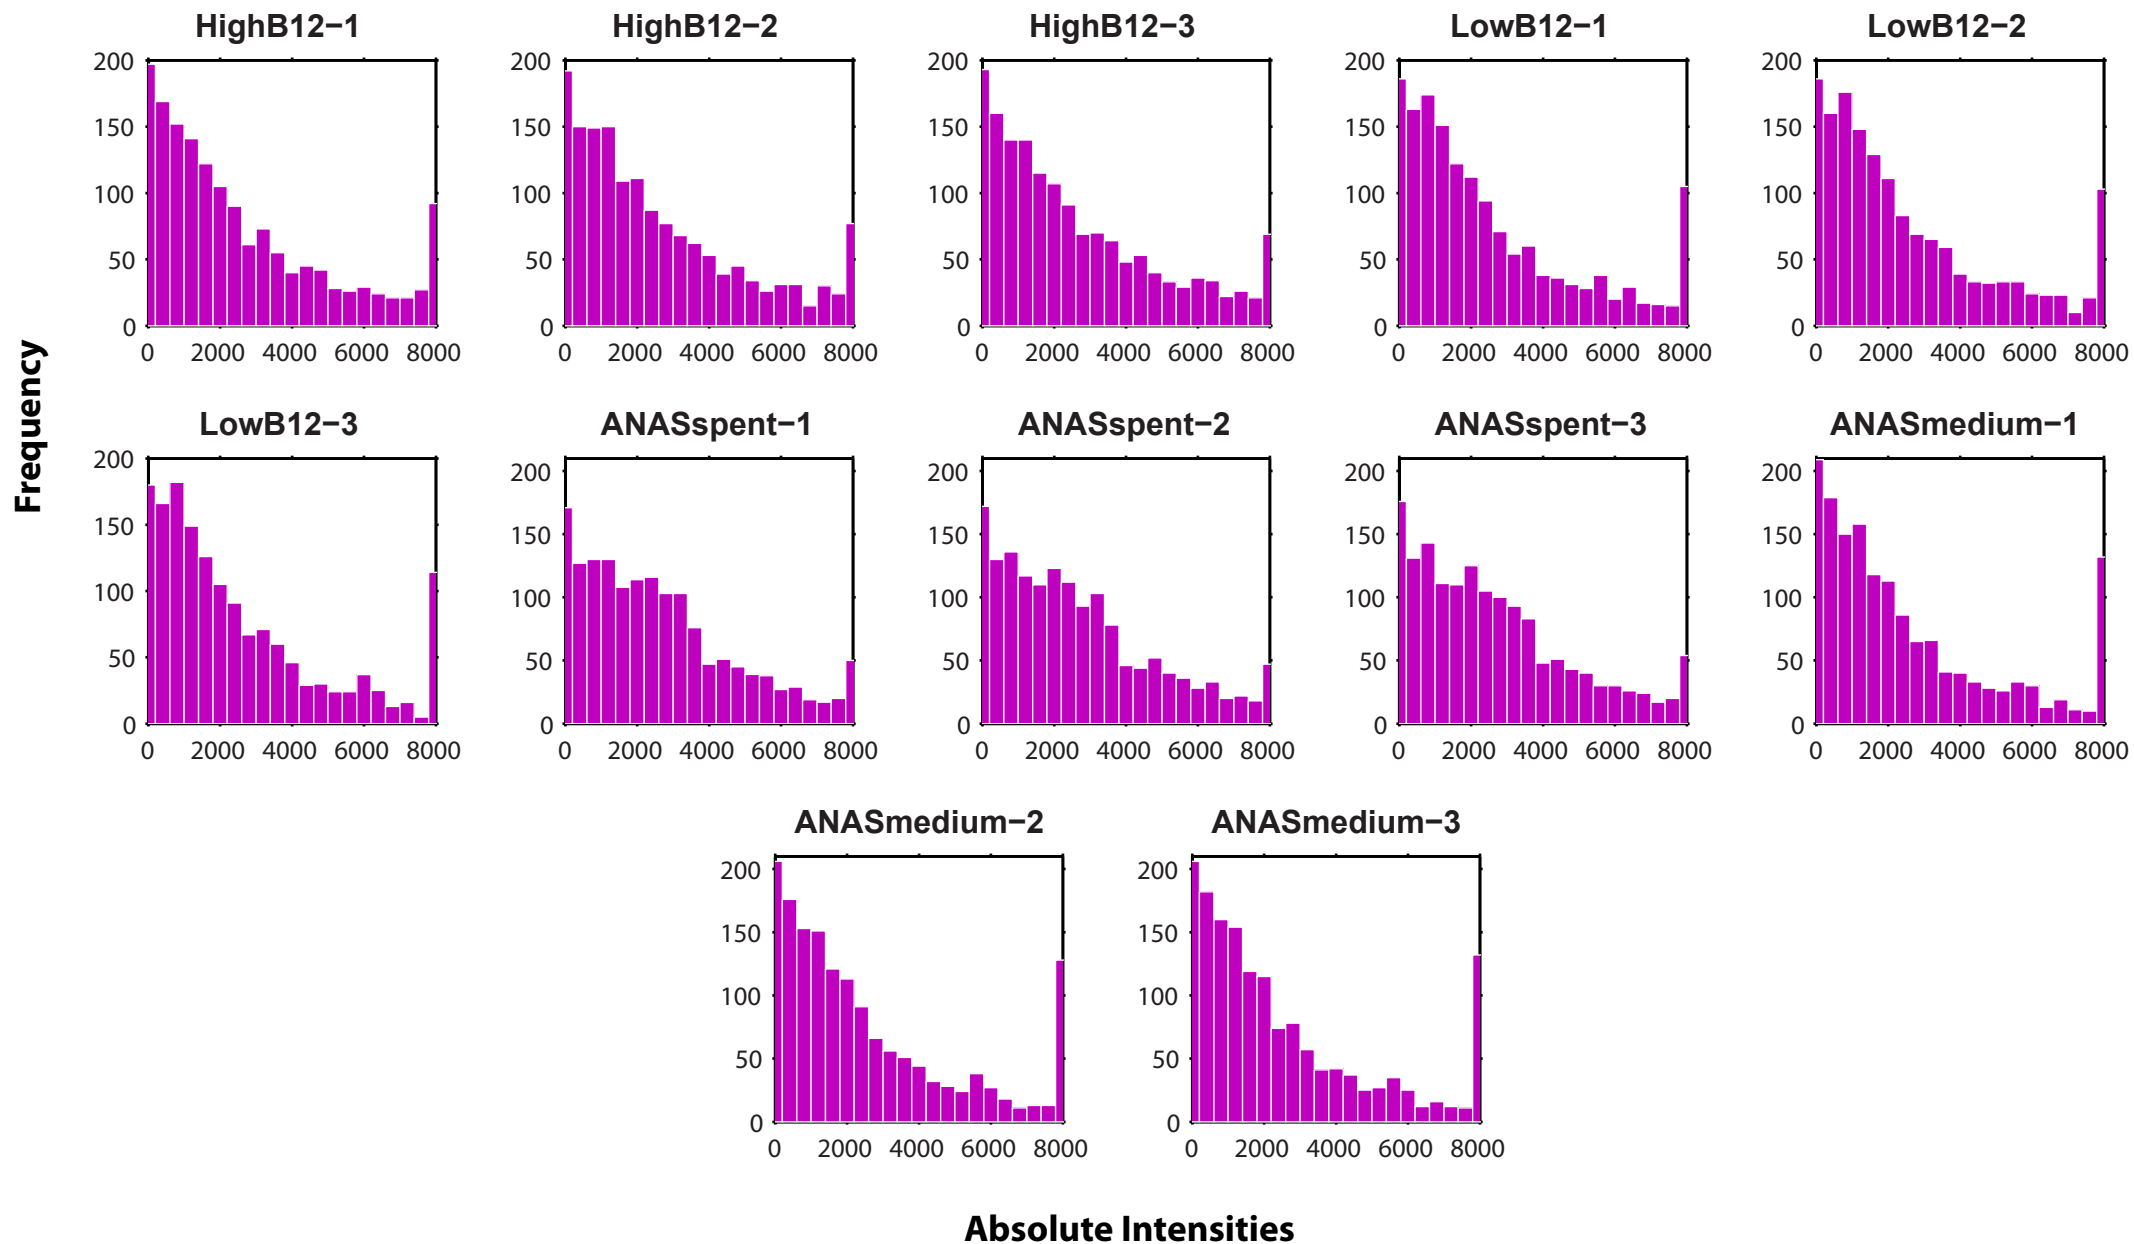 HighB12−1 HighB12−2 HighB12−3 LowB12−1 LowB12−2
200 200 200 200 200
150 150 150 150 150
100 100 100 100 100
50 50 50 50 50
0 0 0 0 0
0 2000 4000 6000 8000 0 2000 4000 6000 8000 0 2000 4000 6000 8000 0 2000 4000 6000 8000 0 2000 4000 6000 8000
Frequency
LowB12−3 ANASspent−1 ANASspent−2 ANASspent−3 ANASmedium−1
200 200 200 200 200
150 150 150 150 150
100 100 100 100 100
50 50 50 50 50
0 0 0 0 0
0 2000 4000 6000 8000 0 2000 4000 6000 8000 0 2000 4000 6000 8000 0 2000 4000 6000 8000 0 2000 4000 6000 8000
ANASmedium−2 ANASmedium−3
200 200
150 150
100 100
50 50
0 0
0 2000 4000 6000 8000 0 2000 4000 6000 8000
Absolute Intensities